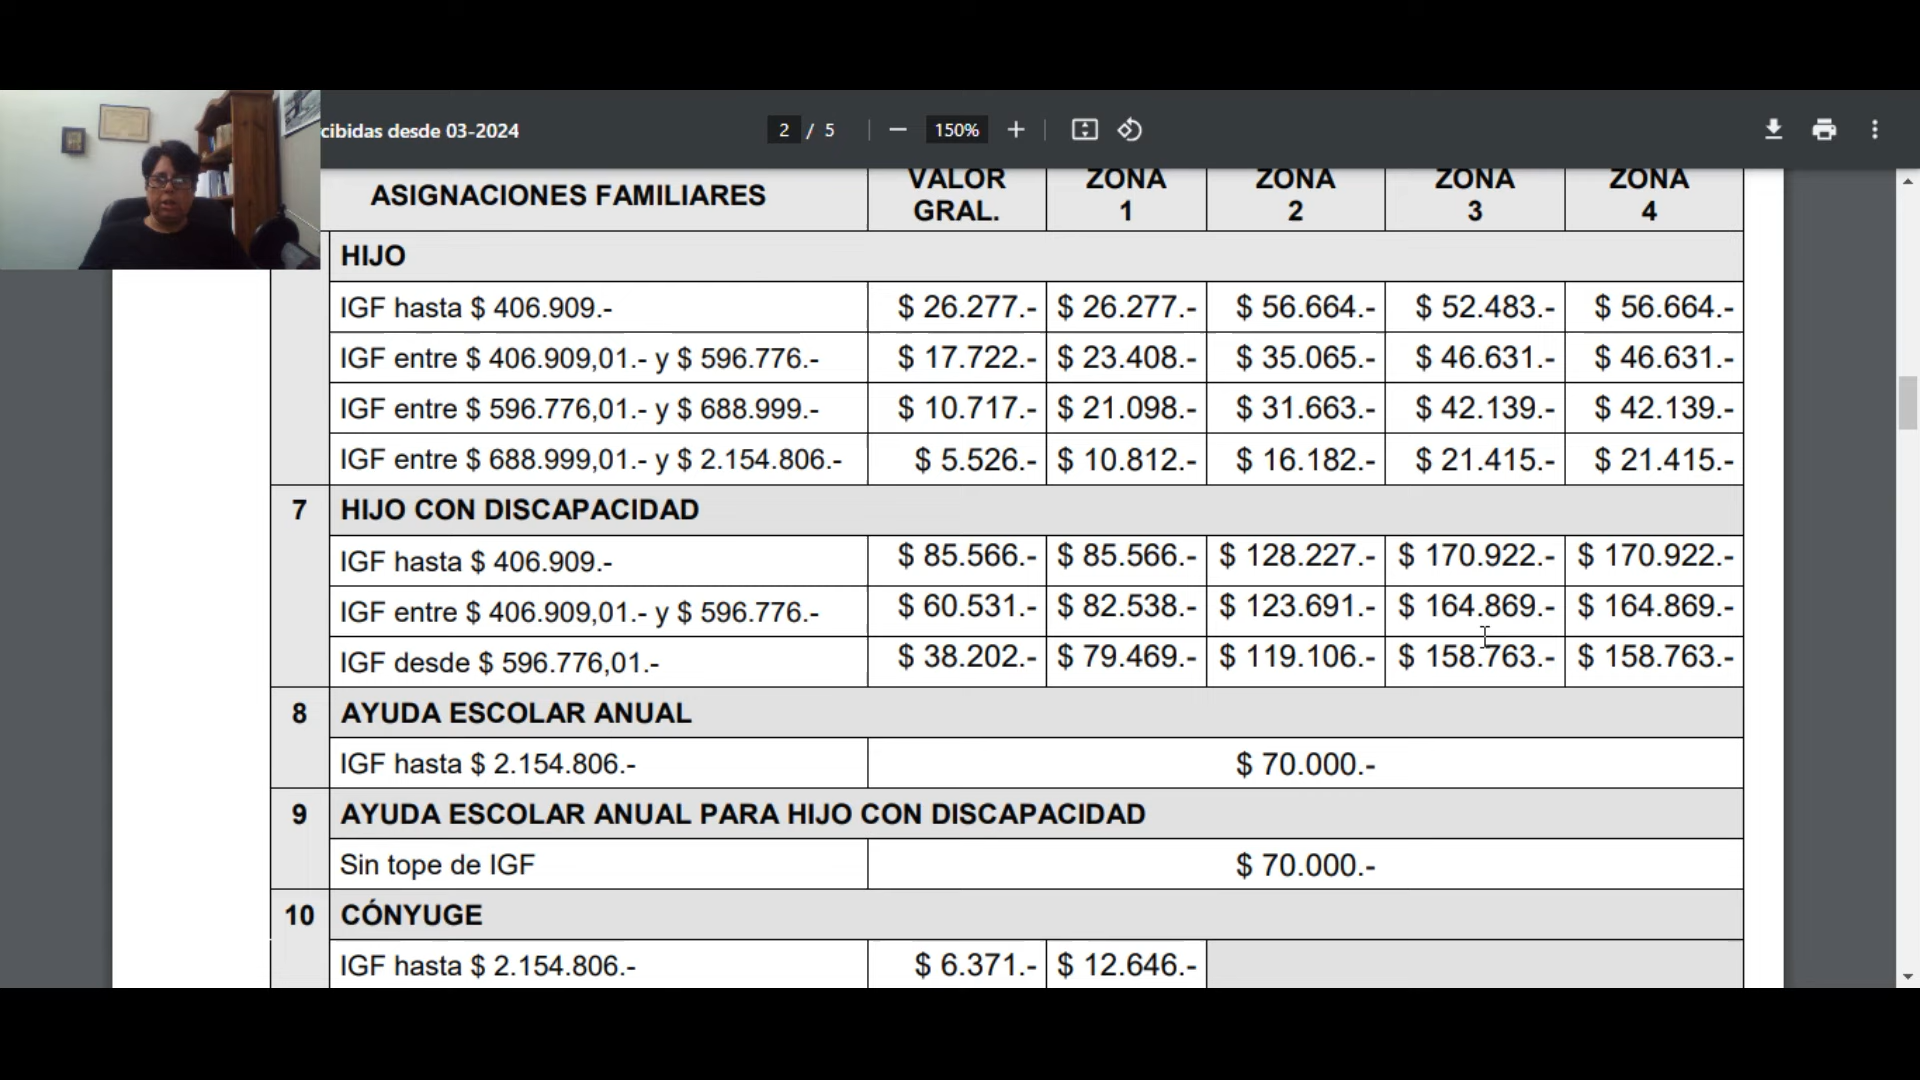 cibidas desde 03-2024
2 / 5
150%
ASIGNACIONES FAMILIARES VALOR GRAL. ZONA 1 ZONA 2 ZONA 3 ZONA 4
HIJO
IGF hasta $ 406.909.- $ 26.277.- $ 26.277.- $ 56.664.- $ 52.483.- $ 56.664.-
IGF entre $ 406.909,01.- y $ 596.776.- $ 17.722.- $ 23.408.- $ 35.065.- $ 46.631.- $ 46.631.-
IGF entre $ 596.776,01.- y $ 688.999.- $ 10.717.- $ 21.098.- $ 31.663.- $ 42.139.- $ 42.139.-
IGF entre $ 688.999,01.- y $ 2.154.806.- $ 5.526.- $ 10.812.- $ 16.182.- $ 21.415.- $ 21.415.-
7 HIJO CON DISCAPACIDAD
IGF hasta $ 406.909.- $ 85.566.- $ 85.566.- $ 128.227.- $ 170.922.- $ 170.922.-
IGF entre $ 406.909,01.- y $ 596.776.- $ 60.531.- $ 82.538.- $ 123.691.- $ 164.869.- $ 164.869.-
IGF desde $ 596.776,01.- $ 38.202.- $ 79.469.- $ 119.106.- $ 158.763.- $ 158.763.-
8 AYUDA ESCOLAR ANUAL
IGF hasta $ 2.154.806.- $ 70.000.-
9 AYUDA ESCOLAR ANUAL PARA HIJO CON DISCAPACIDAD
Sin tope de IGF $ 70.000.-
10 CÓNYUGE
IGF hasta $ 2.154.806.- $ 6.371.- $ 12.646.-